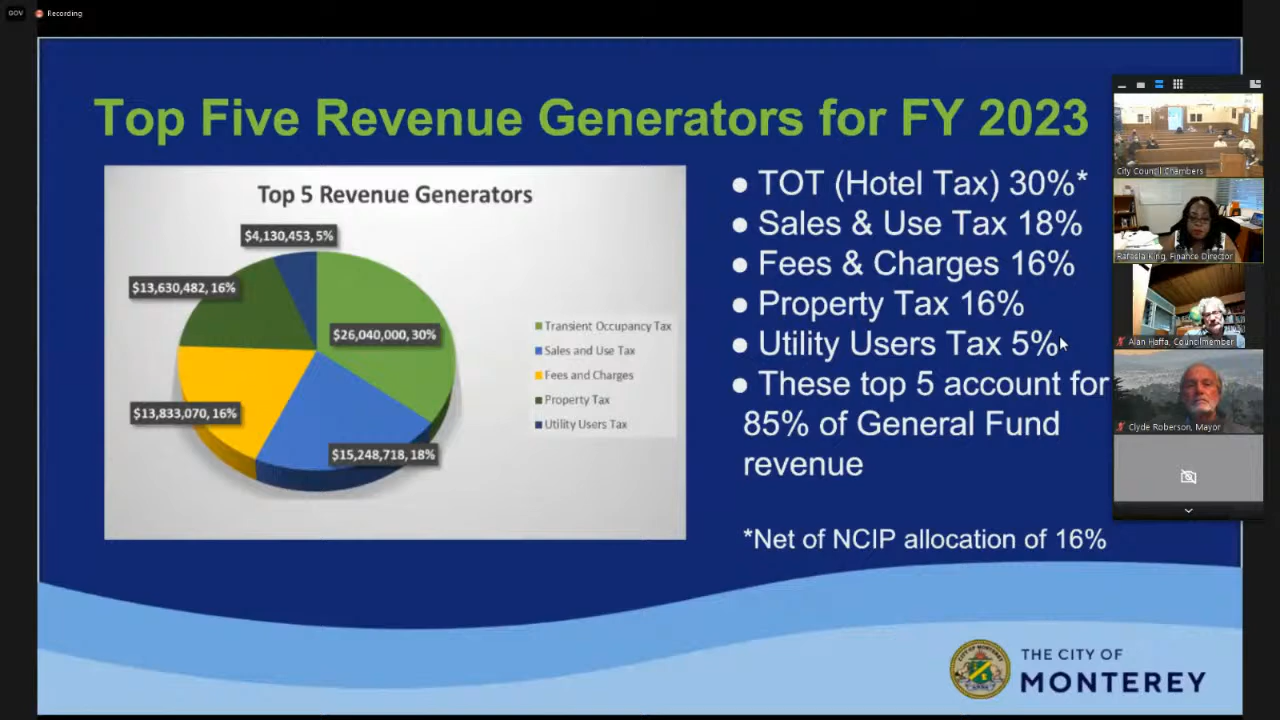 GOV
Recording
Top Five Revenue Generators for FY 2023
Top 5 Revenue Generators
$4,130,453, 5%
$13,630,482, 16%
$26,040,000, 30%
$13,833,070, 16%
$15,248,718, 18%
Transient Occupancy Tax
Sales and Use Tax
Fees and Charges
Property Tax
Utility Users Tax
● TOT (Hotel Tax) 30%*
● Sales & Use Tax 18%
● Fees & Charges 16%
● Property Tax 16%
● Utility Users Tax 5%
● These top 5 account for
85% of General Fund
revenue
*Net of NCIP allocation of 16%
City Council Chambers
Rafaela King, Finance Director
Alan Haffa, Councilmember
Clyde Roberson, Mayor
THE CITY OF
MONTEREY